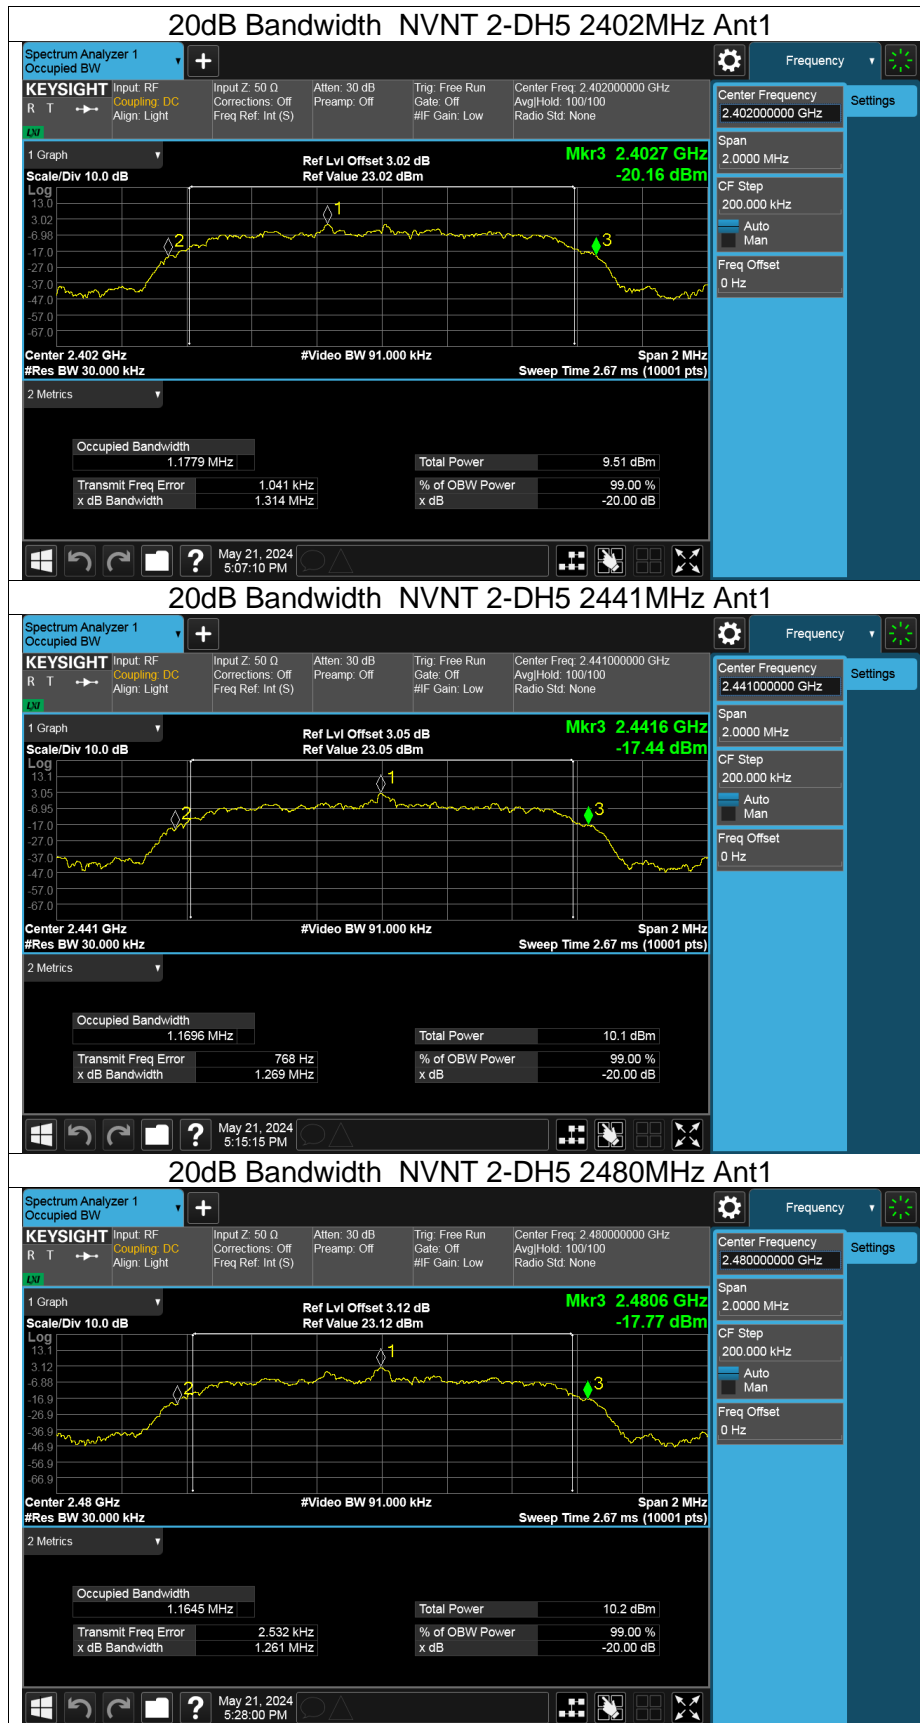 20dB Bandwidth NVNT 2-DH5 2402MHz Ant1
Spectrum Analyzer 1
Occupied BW
+
Frequency
KEYSIGHT
R T
LXI
Input: RF
Coupling: DC
Align: Light
Input Z: 50 Ω
Corrections: Off
Freq Ref: Int (S)
Atten: 30 dB
Preamp: Off
Trig: Free Run
Gate: Off
#IF Gain: Low
Center Freq: 2.402000000 GHz
Avg|Hold: 100/100
Radio Std: None
Center Frequency
2.402000000 GHz
Settings
Span
2.0000 MHz
CF Step
200.000 kHz
Auto
Man
Freq Offset
0 Hz
1 Graph
Scale/Div 10.0 dB
Ref Lvl Offset 3.02 dB
Ref Value 23.02 dBm
Mkr3 2.4027 GHz
-20.16 dBm
Log
13.0
3.02
-6.98
-17.0
-27.0
-37.0
-47.0
-57.0
-67.0
1
2
3
Center 2.402 GHz
#Res BW 30.000 kHz
#Video BW 91.000 kHz
Span 2 MHz
Sweep Time 2.67 ms (10001 pts)
2 Metrics
Occupied Bandwidth
1.1779 MHz
Total Power 9.51 dBm
Transmit Freq Error 1.041 kHz
% of OBW Power 99.00 %
x dB Bandwidth 1.314 MHz
x dB -20.00 dB
?
May 21, 2024
5:07:10 PM
20dB Bandwidth NVNT 2-DH5 2441MHz Ant1
Spectrum Analyzer 1
Occupied BW
+
Frequency
KEYSIGHT
R T
LXI
Input: RF
Coupling: DC
Align: Light
Input Z: 50 Ω
Corrections: Off
Freq Ref: Int (S)
Atten: 30 dB
Preamp: Off
Trig: Free Run
Gate: Off
#IF Gain: Low
Center Freq: 2.441000000 GHz
Avg|Hold: 100/100
Radio Std: None
Center Frequency
2.441000000 GHz
Settings
Span
2.0000 MHz
CF Step
200.000 kHz
Auto
Man
Freq Offset
0 Hz
1 Graph
Scale/Div 10.0 dB
Ref Lvl Offset 3.05 dB
Ref Value 23.05 dBm
Mkr3 2.4416 GHz
-17.44 dBm
Log
13.1
3.05
-6.95
-17.0
-27.0
-37.0
-47.0
-57.0
-67.0
1
2
3
Center 2.441 GHz
#Res BW 30.000 kHz
#Video BW 91.000 kHz
Span 2 MHz
Sweep Time 2.67 ms (10001 pts)
2 Metrics
Occupied Bandwidth
1.1696 MHz
Total Power 10.1 dBm
Transmit Freq Error 768 Hz
% of OBW Power 99.00 %
x dB Bandwidth 1.269 MHz
x dB -20.00 dB
?
May 21, 2024
5:15:15 PM
20dB Bandwidth NVNT 2-DH5 2480MHz Ant1
Spectrum Analyzer 1
Occupied BW
+
Frequency
KEYSIGHT
R T
LXI
Input: RF
Coupling: DC
Align: Light
Input Z: 50 Ω
Corrections: Off
Freq Ref: Int (S)
Atten: 30 dB
Preamp: Off
Trig: Free Run
Gate: Off
#IF Gain: Low
Center Freq: 2.480000000 GHz
Avg|Hold: 100/100
Radio Std: None
Center Frequency
2.480000000 GHz
Settings
Span
2.0000 MHz
CF Step
200.000 kHz
Auto
Man
Freq Offset
0 Hz
1 Graph
Scale/Div 10.0 dB
Ref Lvl Offset 3.12 dB
Ref Value 23.12 dBm
Mkr3 2.4806 GHz
-17.77 dBm
Log
13.1
3.12
-6.88
-16.9
-26.9
-36.9
-46.9
-56.9
-66.9
1
2
3
Center 2.48 GHz
#Res BW 30.000 kHz
#Video BW 91.000 kHz
Span 2 MHz
Sweep Time 2.67 ms (10001 pts)
2 Metrics
Occupied Bandwidth
1.1645 MHz
Total Power 10.2 dBm
Transmit Freq Error 2.532 kHz
% of OBW Power 99.00 %
x dB Bandwidth 1.261 MHz
x dB -20.00 dB
?
May 21, 2024
5:28:00 PM